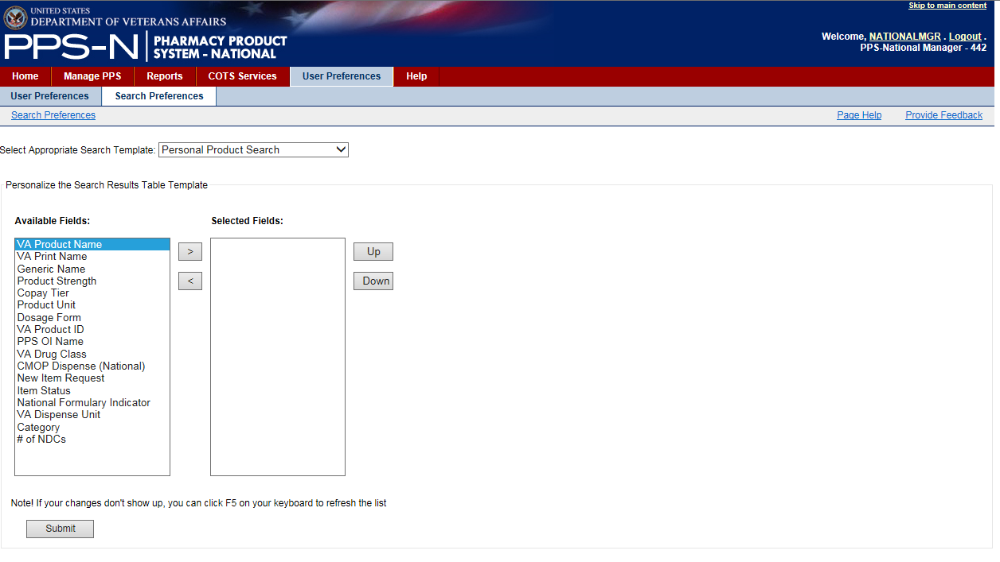 Skip to main content
UNITED STATES
DEPARTMENT OF VETERANS AFFAIRS
PPS-N PHARMACY PRODUCT
SYSTEM - NATIONAL
Welcome, NATIONALMGR . Logout .
PPS-National Manager - 442
Home Manage PPS Reports COTS Services User Preferences Help
User Preferences Search Preferences
Search Preferences Page Help Provide Feedback
Select Appropriate Search Template: Personal Product Search
Personalize the Search Results Table Template
Available Fields: Selected Fields:
VA Product Name
VA Print Name
Generic Name
Product Strength
Copay Tier
Product Unit
Dosage Form
VA Product ID
PPS OI Name
VA Drug Class
CMOP Dispense (National)
New Item Request
Item Status
National Formulary Indicator
VA Dispense Unit
Category
# of NDCs
>
<
Up
Down
Note! If your changes don't show up, you can click F5 on your keyboard to refresh the list
Submit